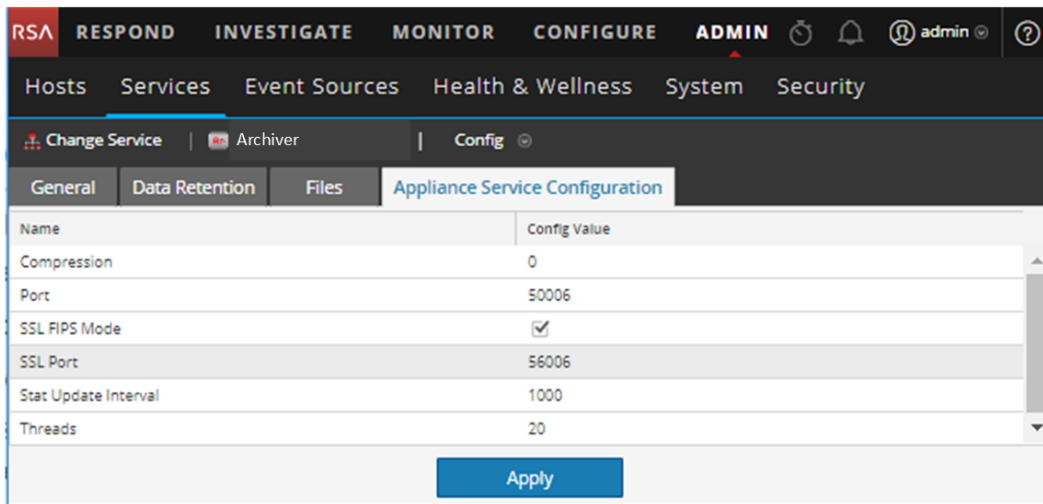 RSA RESPOND INVESTIGATE MONITOR CONFIGURE ADMIN admin
Hosts Services Event Sources Health & Wellness System Security
Change Service | Archiver | Config
General Data Retention Files Appliance Service Configuration
Name Config Value
Compression 0
Port 50006
SSL FIPS Mode
SSL Port 56006
Stat Update Interval 1000
Threads 20
Apply